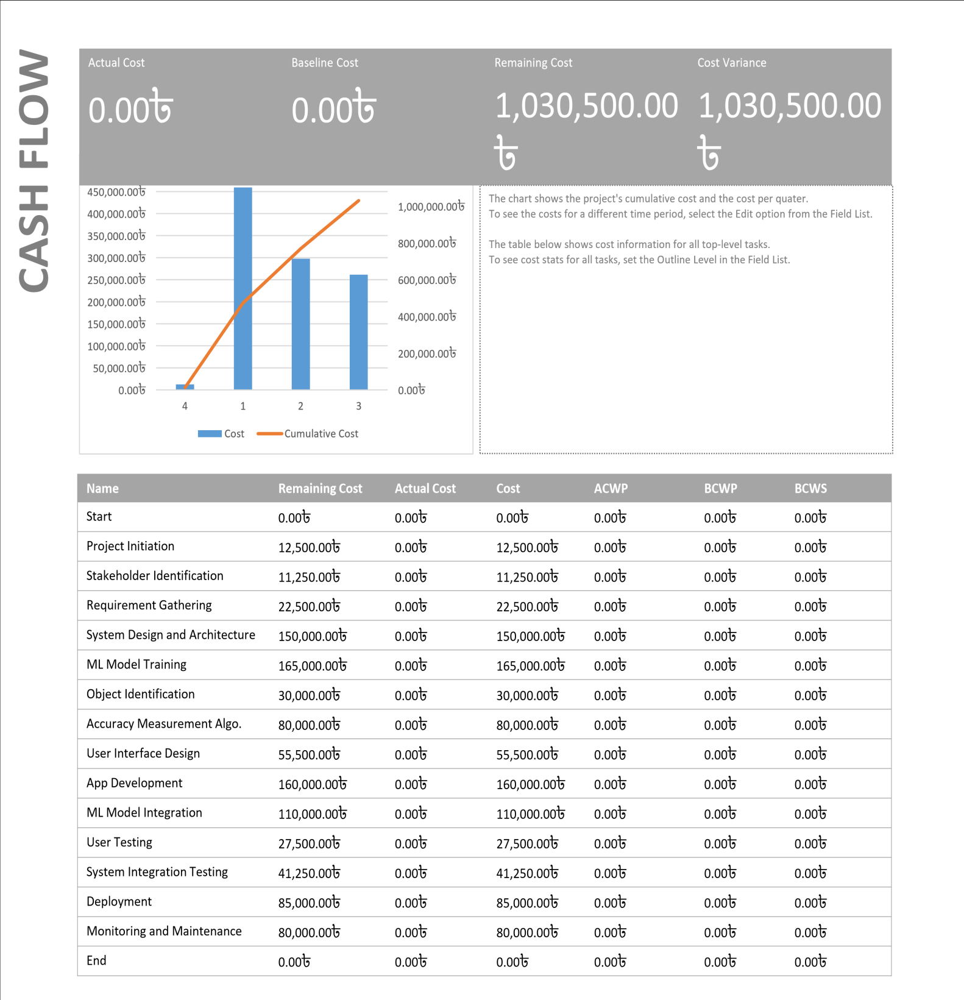 CASH FLOW
Actual Cost Baseline Cost Remaining Cost Cost Variance
0.00৳ 0.00৳ 1,030,500.00 1,030,500.00
৳ ৳
450,000.00৳
400,000.00৳
350,000.00৳
300,000.00৳
250,000.00৳
200,000.00৳
150,000.00৳
100,000.00৳
50,000.00৳
0.00৳
1,000,000.00৳
800,000.00৳
600,000.00৳
400,000.00৳
200,000.00৳
0.00৳
4 1 2 3
Cost Cumulative Cost
The chart shows the project's cumulative cost and the cost per quater.
To see the costs for a different time period, select the Edit option from the Field List.
The table below shows cost information for all top-level tasks.
To see cost stats for all tasks, set the Outline Level in the Field List.
Name Remaining Cost Actual Cost Cost ACWP BCWP BCWS
Start 0.00৳ 0.00৳ 0.00৳ 0.00৳ 0.00৳ 0.00৳
Project Initiation 12,500.00৳ 0.00৳ 12,500.00৳ 0.00৳ 0.00৳ 0.00৳
Stakeholder Identification 11,250.00৳ 0.00৳ 11,250.00৳ 0.00৳ 0.00৳ 0.00৳
Requirement Gathering 22,500.00৳ 0.00৳ 22,500.00৳ 0.00৳ 0.00৳ 0.00৳
System Design and Architecture 150,000.00৳ 0.00৳ 150,000.00৳ 0.00৳ 0.00৳ 0.00৳
ML Model Training 165,000.00৳ 0.00৳ 165,000.00৳ 0.00৳ 0.00৳ 0.00৳
Object Identification 30,000.00৳ 0.00৳ 30,000.00৳ 0.00৳ 0.00৳ 0.00৳
Accuracy Measurement Algo. 80,000.00৳ 0.00৳ 80,000.00৳ 0.00৳ 0.00৳ 0.00৳
User Interface Design 55,500.00৳ 0.00৳ 55,500.00৳ 0.00৳ 0.00৳ 0.00৳
App Development 160,000.00৳ 0.00৳ 160,000.00৳ 0.00৳ 0.00৳ 0.00৳
ML Model Integration 110,000.00৳ 0.00৳ 110,000.00৳ 0.00৳ 0.00৳ 0.00৳
User Testing 27,500.00৳ 0.00৳ 27,500.00৳ 0.00৳ 0.00৳ 0.00৳
System Integration Testing 41,250.00৳ 0.00৳ 41,250.00৳ 0.00৳ 0.00৳ 0.00৳
Deployment 85,000.00৳ 0.00৳ 85,000.00৳ 0.00৳ 0.00৳ 0.00৳
Monitoring and Maintenance 80,000.00৳ 0.00৳ 80,000.00৳ 0.00৳ 0.00৳ 0.00৳
End 0.00৳ 0.00৳ 0.00৳ 0.00৳ 0.00৳ 0.00৳